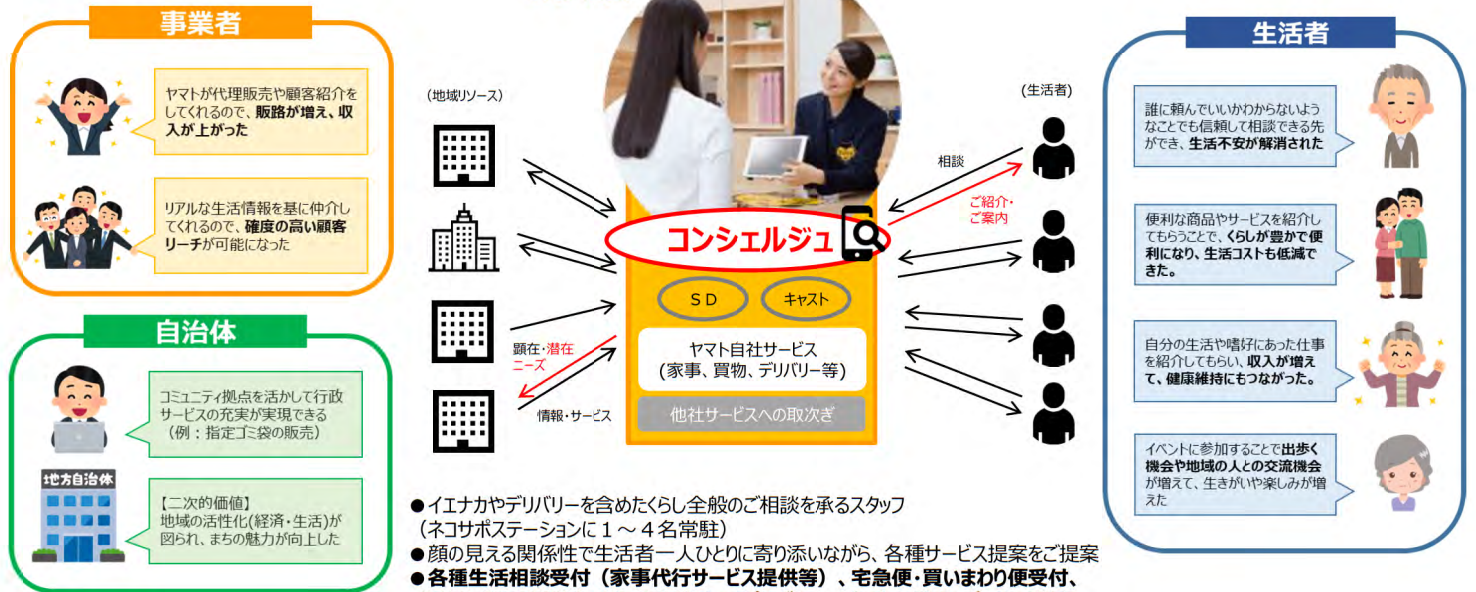 事業者
ヤマトが代理販売や顧客紹介を
してくれるので、販路が増え、収
入が上がった
リアルな生活情報を基に仲介し
てくれるので、確度の高い顧客
リーチが可能になった
自治体
コミュニティ拠点を活かして行政
サービスの充実が実現できる
（例：指定ゴミ袋の販売）
地方自治体
【二次的価値】
地域の活性化(経済・生活)が
図られ、まちの魅力が向上した
（地域リソース）
顕在・潜在
ニーズ
情報・サービス
コンシェルジュ
ＳＤ
キャスト
ヤマト自社サービス
(家事、買物、デリバリー等)
他社サービスへの取次ぎ
(生活者)
相談
ご紹介・
ご案内
生活者
誰に頼んでいいかわからないよう
なことでも信頼して相談できる先
ができ、生活不安が解消された
便利な商品やサービスを紹介し
てもらうことで、くらしが豊かで便
利になり、生活コストも低減で
きた。
自分の生活や嗜好にあった仕事
を紹介してもらい、収入が増え
て、健康維持にもつながった。
イベントに参加することで出歩く
機会や地域の人との交流機会
が増えて、生きがいや楽しみが増
えた
●イエナカやデリバリーを含めたくらし全般のご相談を承るスタッフ
（ネコサポステーションに１～４名常駐）
●顔の見える関係性で生活者一人ひとりに寄り添いながら、各種サービス提案をご提案
●各種生活相談受付（家事代行サービス提供等）、宅急便・買いまわり便受付、